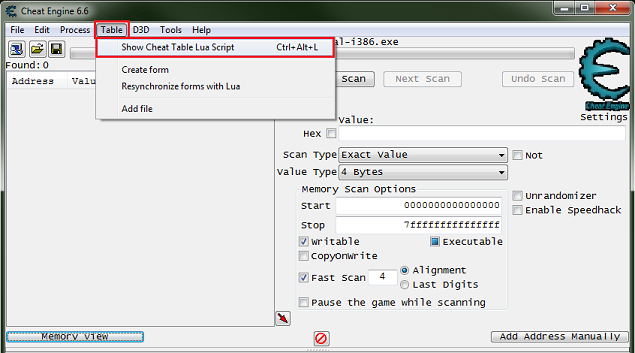 Cheat Engine 6.6
File Edit Process Table D3D Tools Help
Show Cheat Table Lua Script Ctrl+Alt+L
al-i386.exe
Create form
Resynchronize forms with Lua
Add file
Found:0
Address Valu
Scan Next Scan Undo Scan
Cheat Engine
Settings
Value:
Hex
Scan Type Exact Value Not
Value Type 4 Bytes
Memory Scan Options
Start 0000000000000000
Stop 7fffffffffffffff
Unrandomizer
Enable Speedhack
Writable Executable
CopyOnWrite
Fast Scan 4 Alignment
Last Digits
Pause the game while scanning
Memory view
Add Address Manually